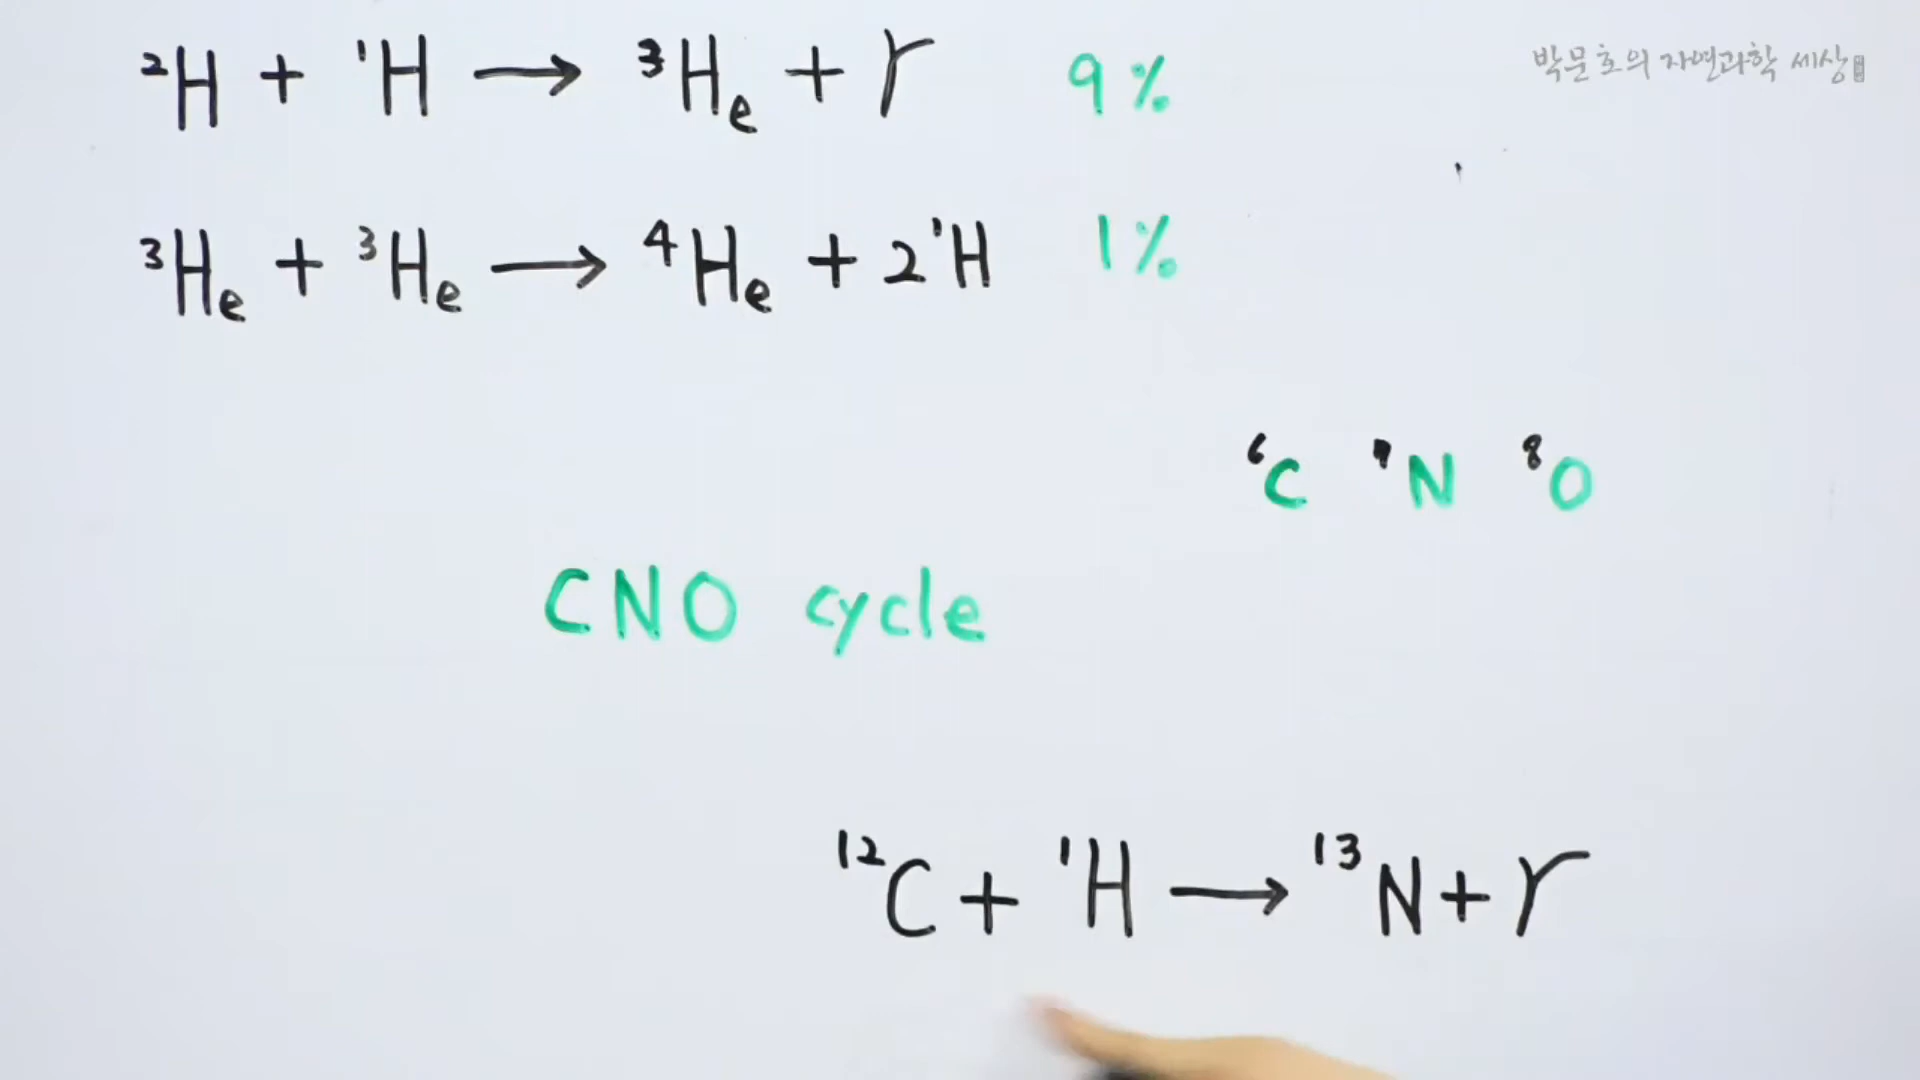 ²H + ¹H → ³He + γ 9%
박문호의 자연과학 세상
³He + ³He → ⁴He + 2¹H 1%
⁶C ⁷N ⁸O
CNO cycle
¹²C + ¹H → ¹³N + γ